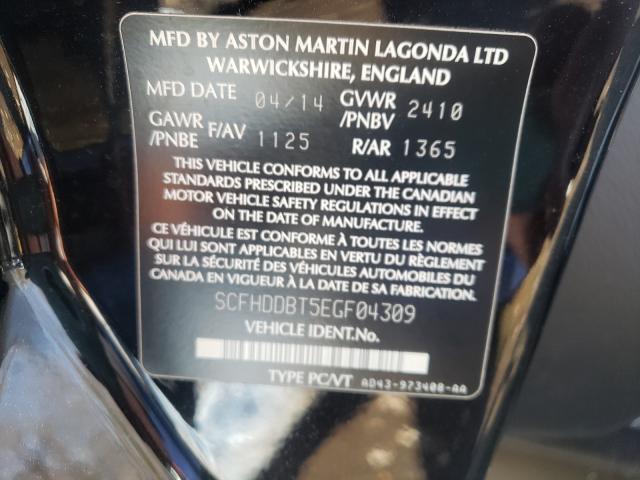 MFD BY ASTON MARTIN LAGONDA LTD
WARWICKSHIRE, ENGLAND
MFD DATE 04/14 GVWR /PNBV 2410
GAWR /PNBE F/AV 1125 R/AR 1365
THIS VEHICLE CONFORMS TO ALL APPLICABLE
STANDARDS PRESCRIBED UNDER THE CANADIAN
MOTOR VEHICLE SAFETY REGULATIONS IN EFFECT
ON THE DATE OF MANUFACTURE.
CE VÉHICULE EST CONFORME À TOUTES LES NORMES
QUI LUI SONT APPLICABLES EN VERTU DU RÈGLEMENT
SUR LA SÉCURITÉ DES VÉHICULES AUTOMOBILES DU
CANADA EN VIGUEUR À LA DATE DE SA FABRICATION.
SCFHDDBT5EGF04309
VEHICLE IDENT.No.
TYPE PC/VT AD43-973408-AA